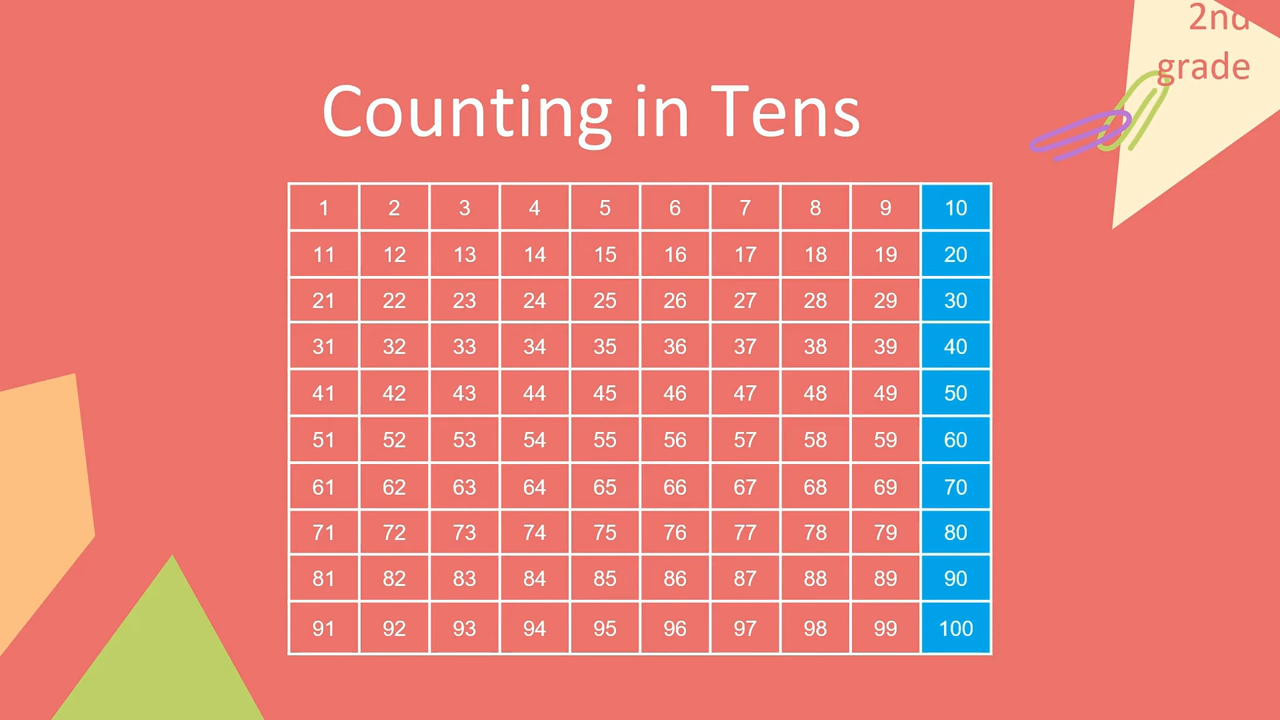 2nd
grade
Counting in Tens
1 2 3 4 5 6 7 8 9 10
11 12 13 14 15 16 17 18 19 20
21 22 23 24 25 26 27 28 29 30
31 32 33 34 35 36 37 38 39 40
41 42 43 44 45 46 47 48 49 50
51 52 53 54 55 56 57 58 59 60
61 62 63 64 65 66 67 68 69 70
71 72 73 74 75 76 77 78 79 80
81 82 83 84 85 86 87 88 89 90
91 92 93 94 95 96 97 98 99 100